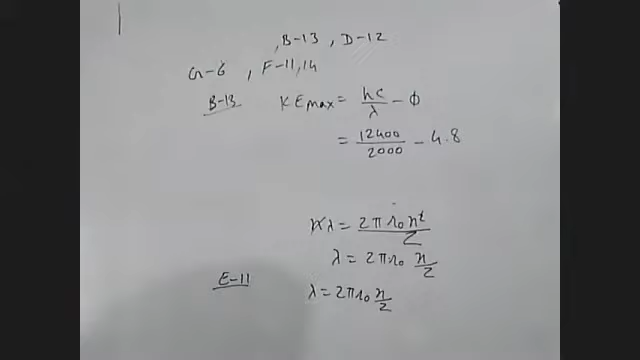 , B-13 , D-12
G-6 , F-11,14
B-13 KEmax = hc/λ - ϕ
= 12400/2000 - 4.8
nλ = 2πr₀n²/Z
λ = 2πr₀ n/Z
E-11 λ = 2πr₀ n/Z